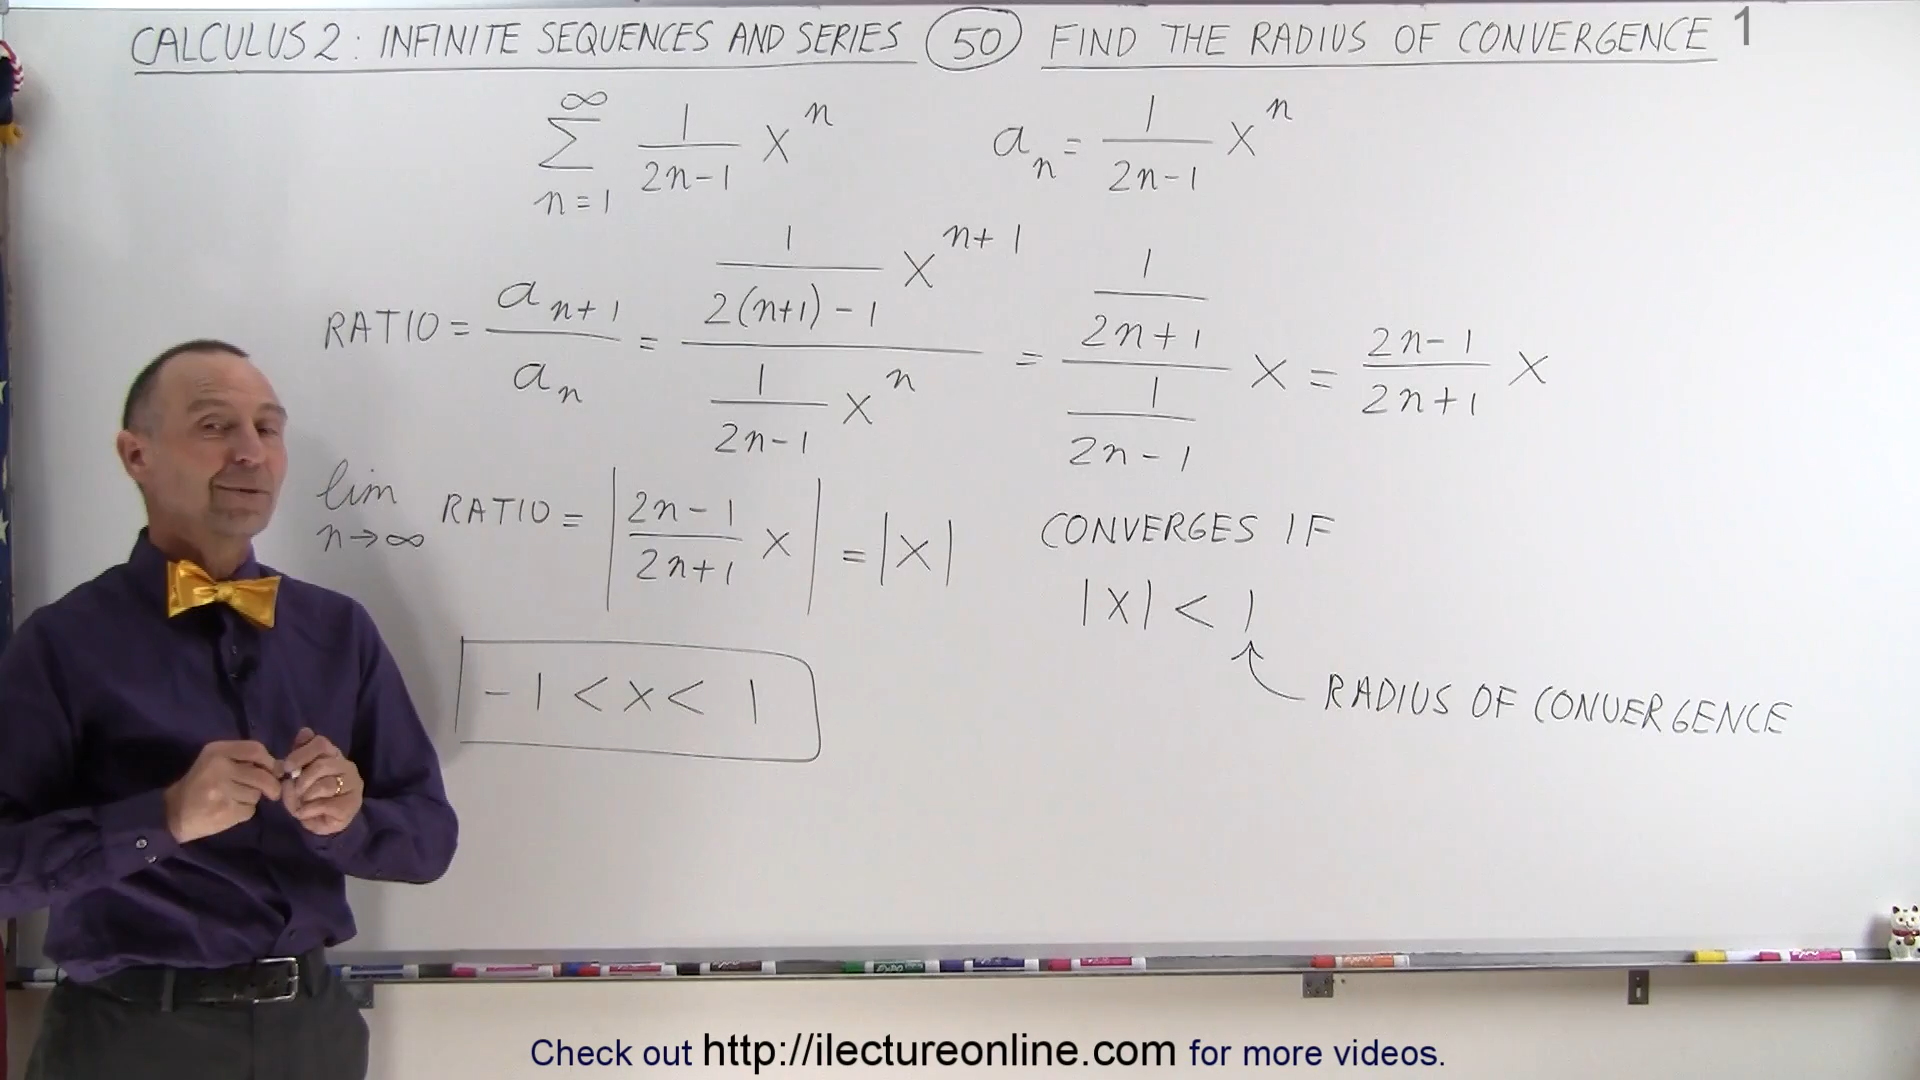 CALCULUS 2: INFINITE SEQUENCES AND SERIES 50 FIND THE RADIUS OF CONVERGENCE 1
∞
∑ 1/(2n-1) x^n
n=1
a_n = 1/(2n-1) x^n
RATIO = a_(n+1)/a_n = (1/(2(n+1)-1) x^(n+1))/(1/(2n-1) x^n) = (1/(2n+1))/(1/(2n-1)) x = (2n-1)/(2n+1) x
lim n→∞ RATIO = |(2n-1)/(2n+1) x| = |x|
CONVERGES IF
|x| < 1
RADIUS OF CONVERGENCE
-1 < x < 1
Check out http://ilectureonline.com for more videos.